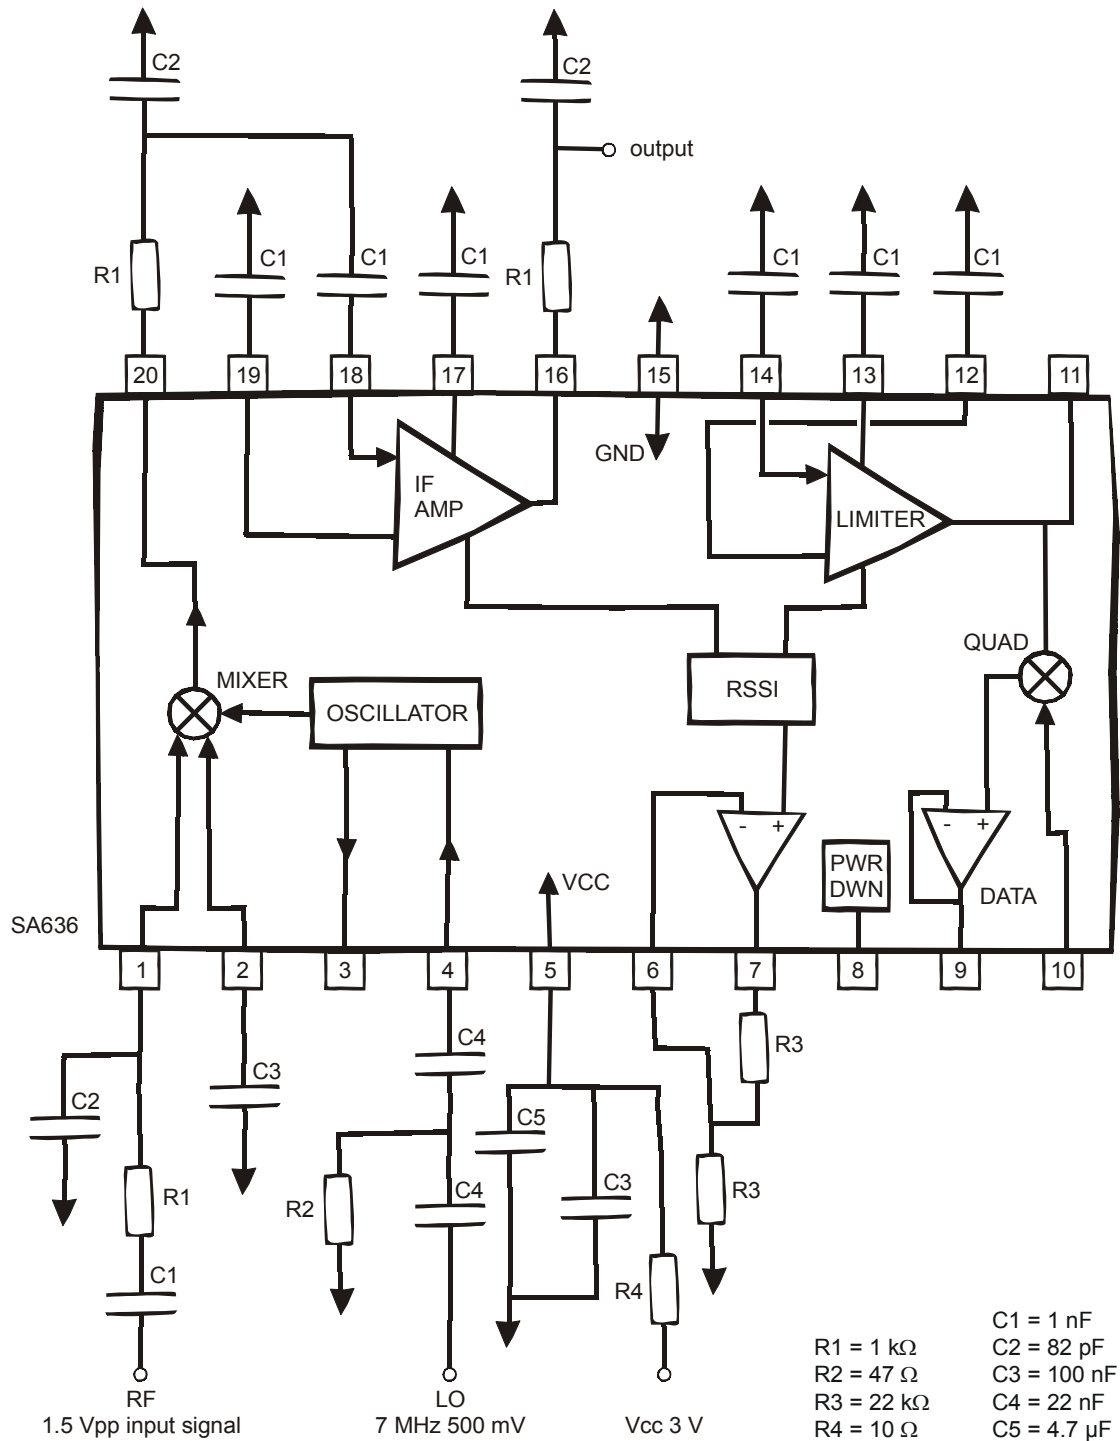 C2
C2
output
R1
C1
C1
C1
R1
C1
C1
C1
20
19
18
17
16
15
14
13
12
11
GND
IF
AMP
LIMITER
QUAD
MIXER
OSCILLATOR
RSSI
- +
- +
VCC
PWR
DWN
DATA
SA636
1
2
3
4
5
6
7
8
9
10
C4
R3
C3
C2
C5
R1
R2
C4
C3
R3
C1
R4
RF
1.5 Vpp input signal
LO
7 MHz 500 mV
Vcc 3 V
R1 = 1 kΩ
R2 = 47 Ω
R3 = 22 kΩ
R4 = 10 Ω
C1 = 1 nF
C2 = 82 pF
C3 = 100 nF
C4 = 22 nF
C5 = 4.7 µF